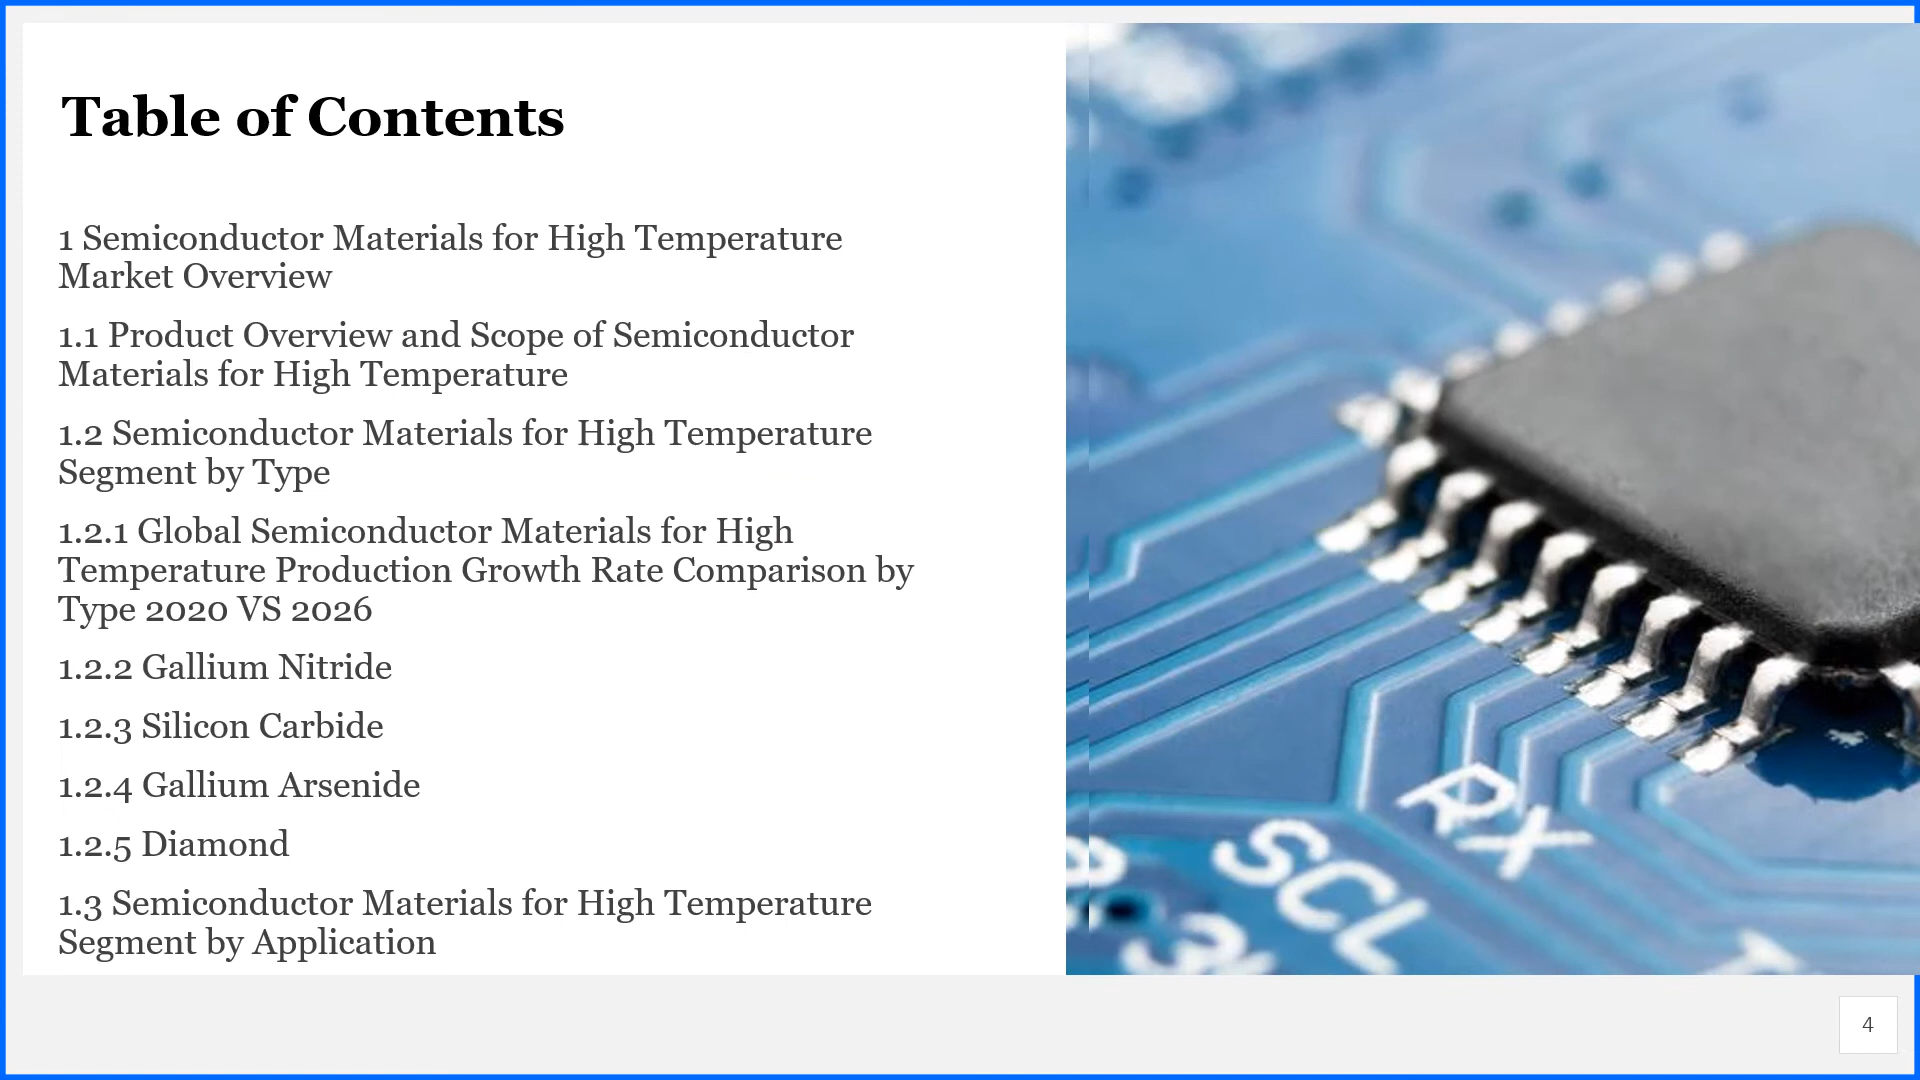 Table of Contents
1 Semiconductor Materials for High Temperature
Market Overview
1.1 Product Overview and Scope of Semiconductor
Materials for High Temperature
1.2 Semiconductor Materials for High Temperature
Segment by Type
1.2.1 Global Semiconductor Materials for High
Temperature Production Growth Rate Comparison by
Type 2020 VS 2026
1.2.2 Gallium Nitride
1.2.3 Silicon Carbide
1.2.4 Gallium Arsenide
1.2.5 Diamond
1.3 Semiconductor Materials for High Temperature
Segment by Application
RX
SCL
4